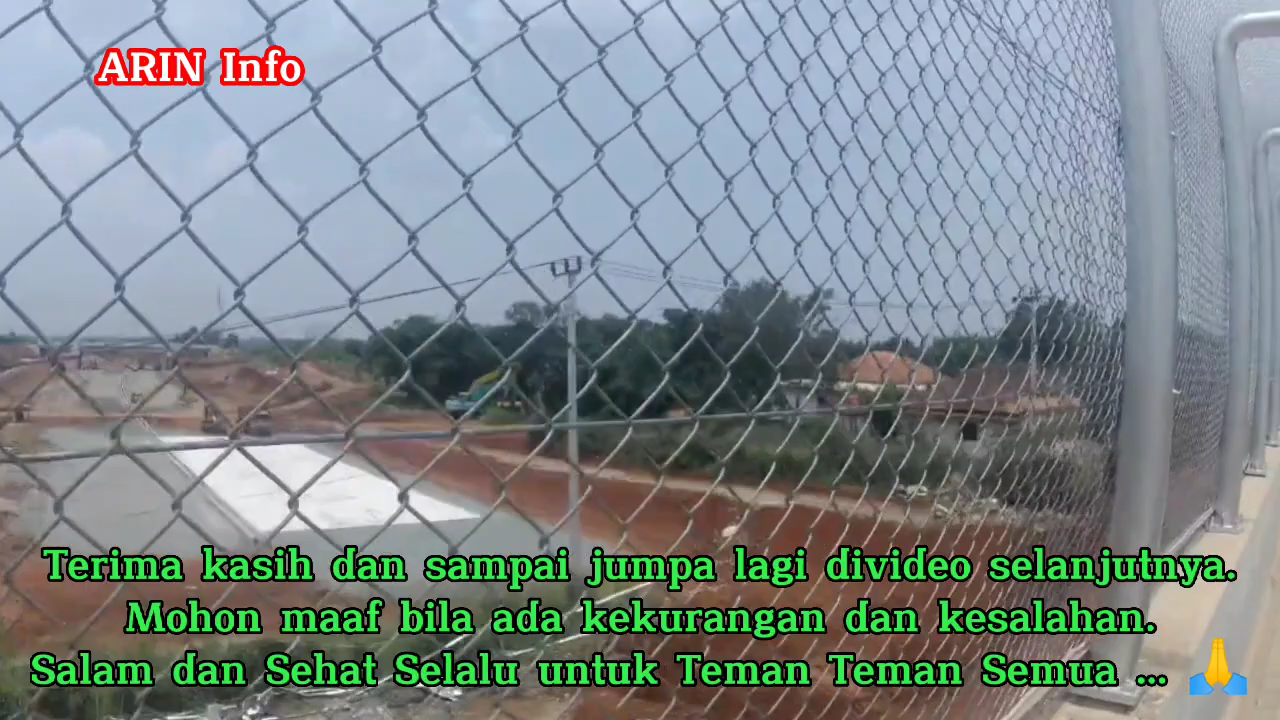 ARIN Info
Terima kasih dan sampai jumpa lagi divideo selanjutnya.
Mohon maaf bila ada kekurangan dan kesalahan.
Salam dan Sehat Selalu untuk Teman Teman Semua ... 🙏